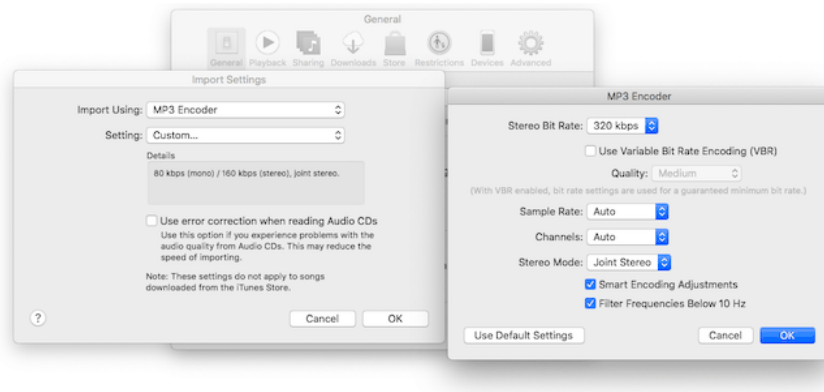 General
General Playback Sharing Downloads Store Restrictions Devices Advanced
Import Settings
Import Using: MP3 Encoder
Setting: Custom...
Details
80 kbps (mono) / 160 kbps (stereo), joint stereo.
Use error correction when reading Audio CDs
Use this option if you experience problems with the
audio quality from Audio CDs. This may reduce the
speed of importing.
Note: These settings do not apply to songs
downloaded from the iTunes Store.
?
Cancel OK
MP3 Encoder
Stereo Bit Rate: 320 kbps
Use Variable Bit Rate Encoding (VBR)
Quality: Medium
(With VBR enabled, bit rate settings are used for a guaranteed minimum bit rate.)
Sample Rate: Auto
Channels: Auto
Stereo Mode: Joint Stereo
Smart Encoding Adjustments
Filter Frequencies Below 10 Hz
Use Default Settings Cancel OK